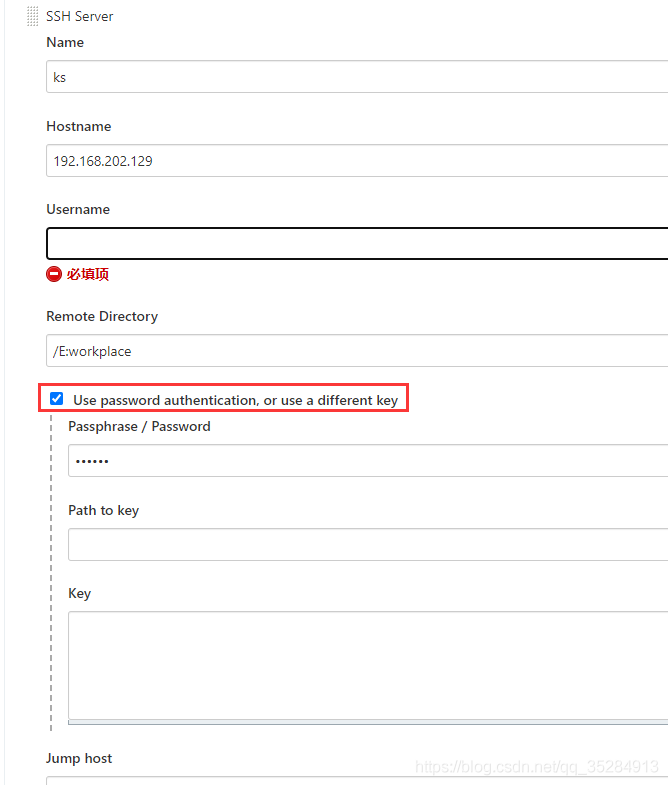 SSH Server
Name
ks
Hostname
192.168.202.129
Username
必填项
Remote Directory
/E:workplace
Use password authentication, or use a different key
Passphrase / Password
••••••
Path to key
Key
Jump host
https://blog.csdn.net/qq_35284913